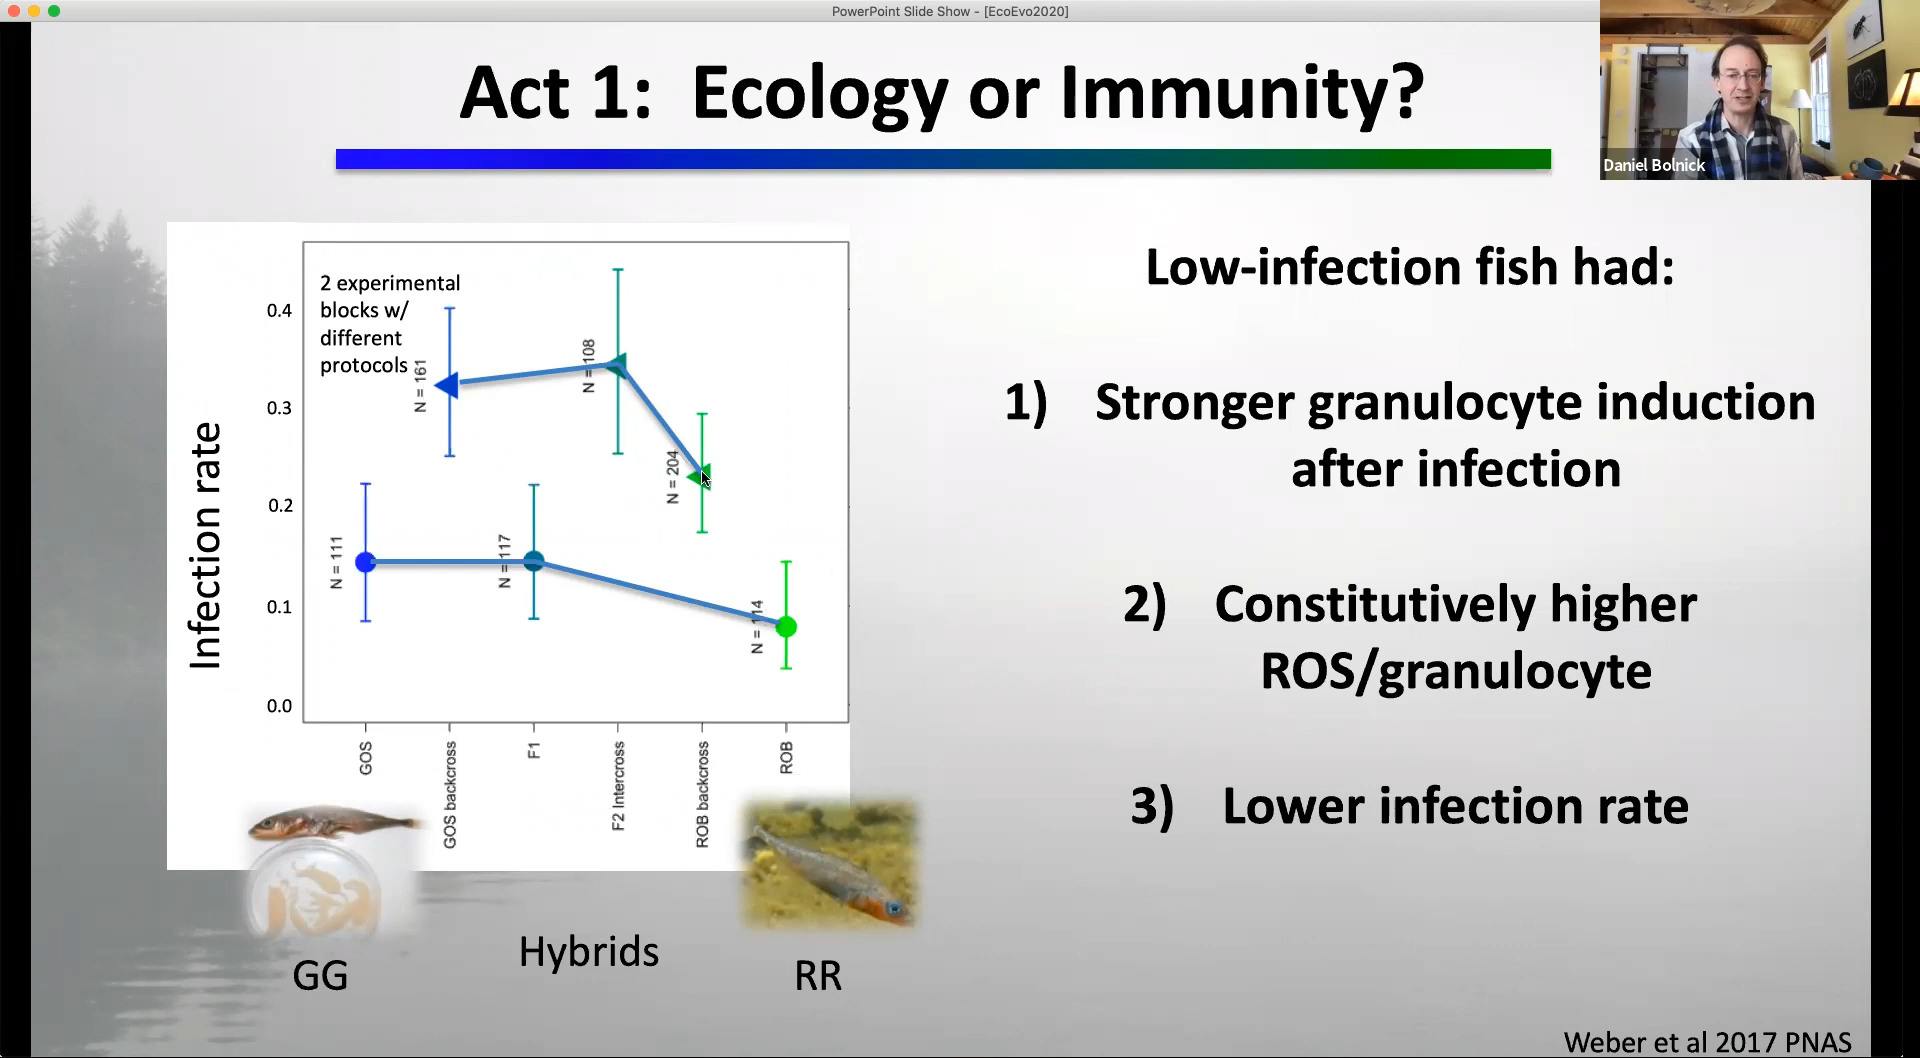 PowerPoint Slide Show - [EcoEvo2020]
Daniel Bolnick
Act 1: Ecology or Immunity?
2 experimental
blocks w/
different
protocols
Infection rate
0.4
0.3
0.2
0.1
0.0
N = 111
N = 161
N = 117
N = 108
N = 204
N = 114
GOS
GOS backcross
F1
F2 Intercross
ROB backcross
ROB
GG
Hybrids
RR
Low-infection fish had:
1) Stronger granulocyte induction
after infection
2) Constitutively higher
ROS/granulocyte
3) Lower infection rate
Weber et al 2017 PNAS